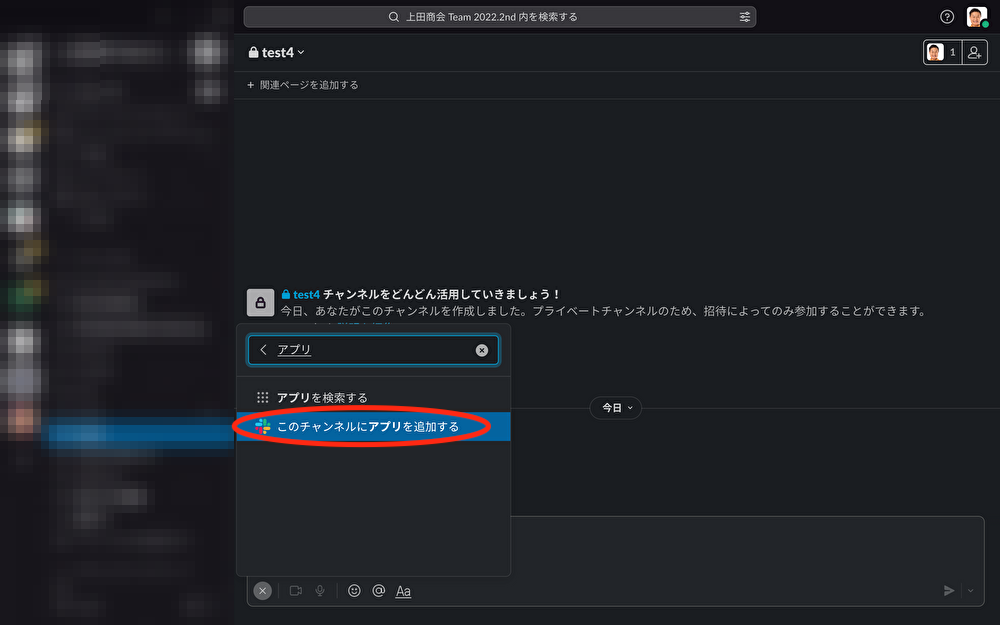 上田商会 Team 2022.2nd 内を検索する
test4
1
+ 関連ページを追加する
test4 チャンネルをどんどん活用していきましょう！
今日、あなたがこのチャンネルを作成しました。プライベートチャンネルのため、招待によってのみ参加することができます。
アプリ
アプリを検索する
今日
このチャンネルにアプリを追加する
Aa